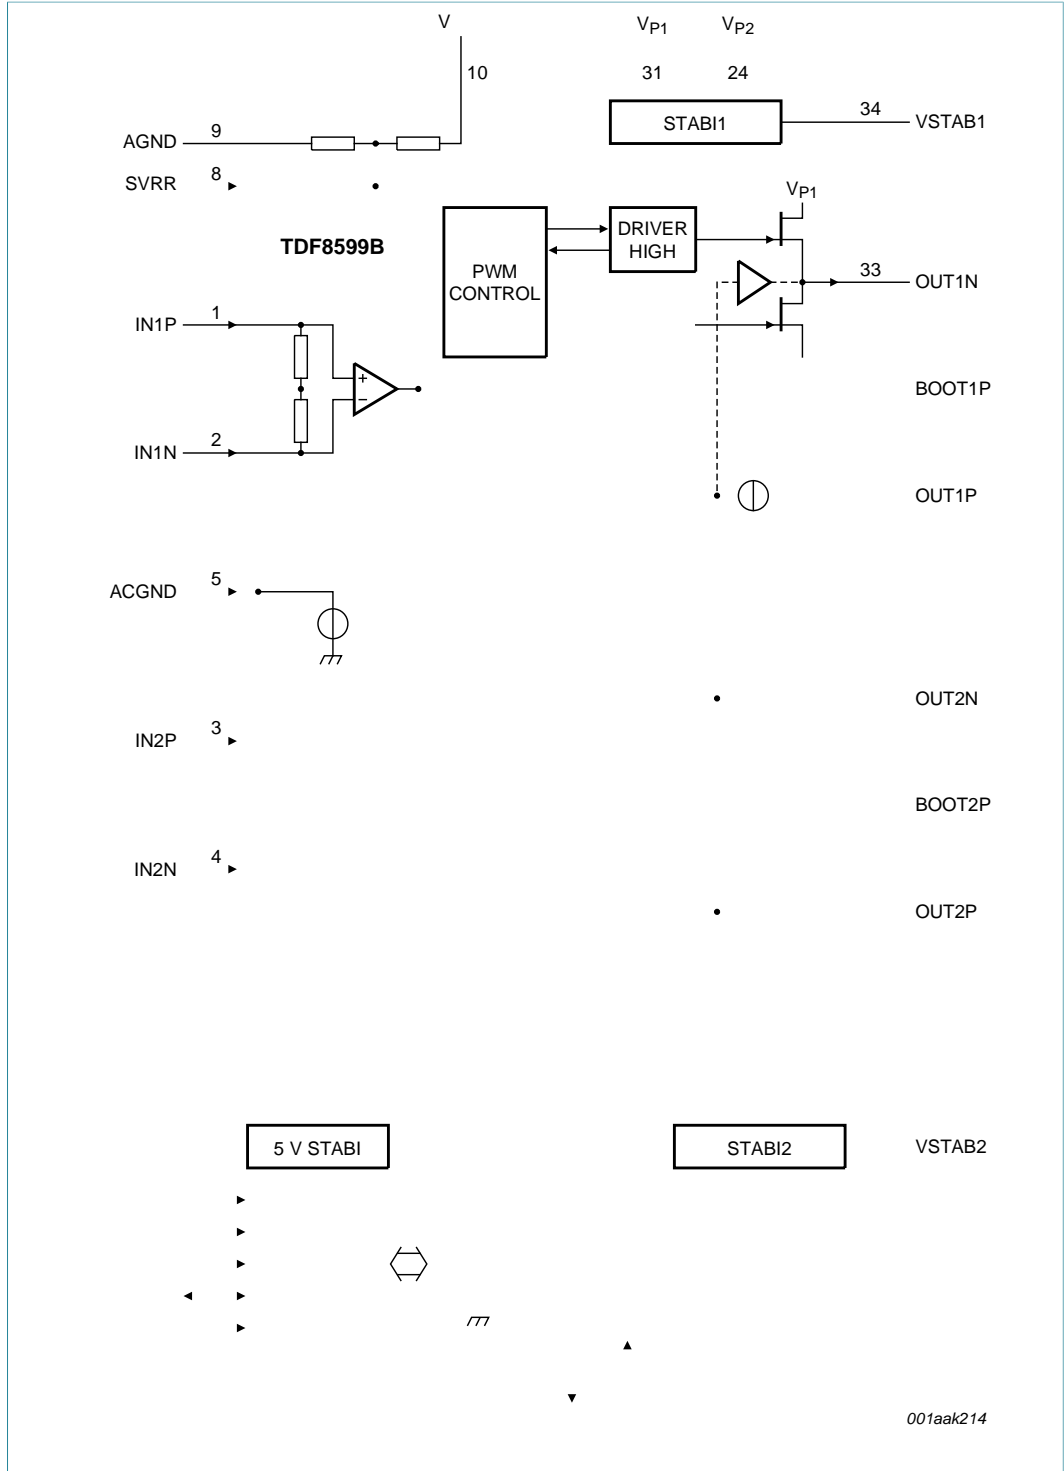 V VP1 VP2
10 31 24
STABI1 34 VSTAB1
AGND 9
SVRR 8
VP1
TDF8599B
PWM
CONTROL
DRIVER
HIGH
33 OUT1N
IN1P 1
+
−
BOOT1P
IN1N 2
OUT1P
ACGND 5
OUT2N
IN2P 3
BOOT2P
IN2N 4
OUT2P
5 V STABI STABI2 VSTAB2
001aak214